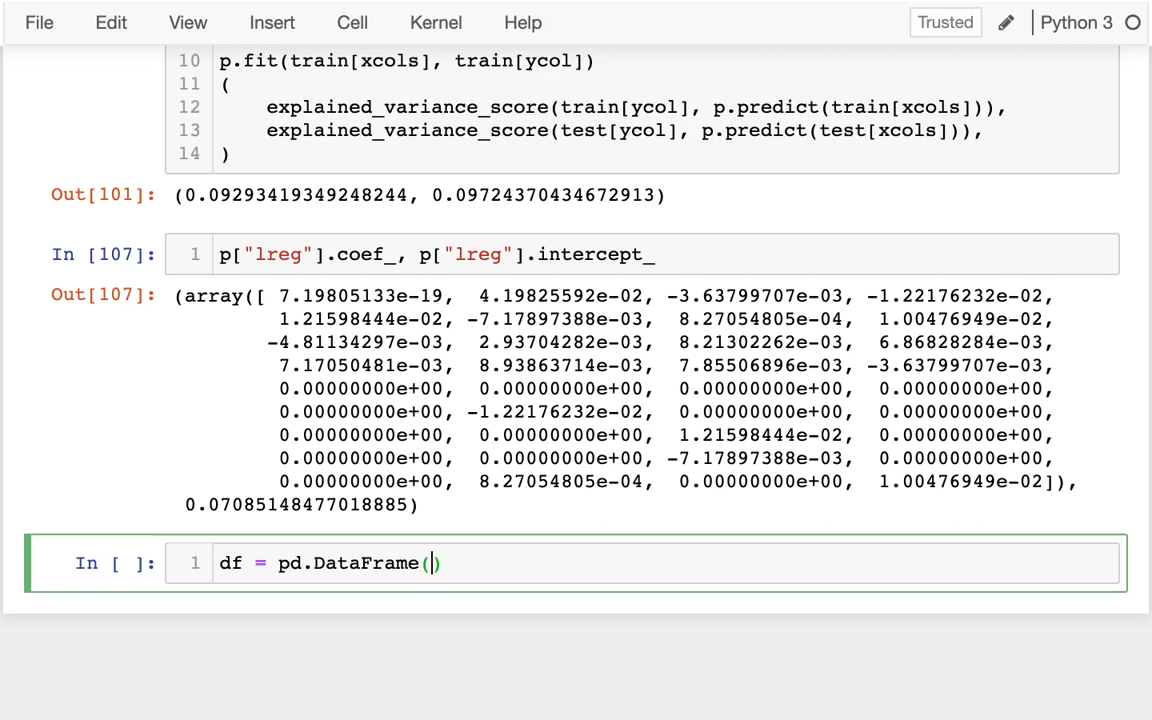 File Edit View Insert Cell Kernel Help Trusted Python 3
10 p.fit(train[xcols], train[ycol])
11 (
12     explained_variance_score(train[ycol], p.predict(train[xcols])),
13     explained_variance_score(test[ycol], p.predict(test[xcols])),
14 )
Out[101]: (0.09293419349248244, 0.09724370434672913)
In [107]: 1 p["lreg"].coef_, p["lreg"].intercept_
Out[107]: (array([ 7.19805133e-19,  4.19825592e-02, -3.63799707e-03, -1.22176232e-02,
1.21598444e-02, -7.17897388e-03,  8.27054805e-04,  1.00476949e-02,
-4.81134297e-03,  2.93704282e-03,  8.21302262e-03,  6.86828284e-03,
7.17050481e-03,  8.93863714e-03,  7.85506896e-03, -3.63799707e-03,
0.00000000e+00,  0.00000000e+00,  0.00000000e+00,  0.00000000e+00,
0.00000000e+00, -1.22176232e-02,  0.00000000e+00,  0.00000000e+00,
0.00000000e+00,  0.00000000e+00,  1.21598444e-02,  0.00000000e+00,
0.00000000e+00,  0.00000000e+00, -7.17897388e-03,  0.00000000e+00,
0.00000000e+00,  8.27054805e-04,  0.00000000e+00,  1.00476949e-02]),
0.07085148477018885)
In [ ]: 1 df = pd.DataFrame()